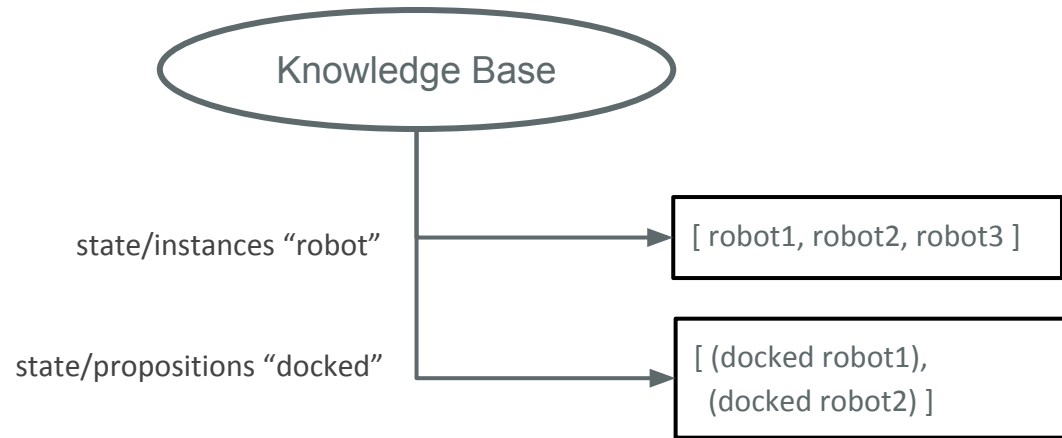 Knowledge Base
state/instances “robot”
[ robot1, robot2, robot3 ]
state/propositions “docked”
[ (docked robot1),
(docked robot2) ]